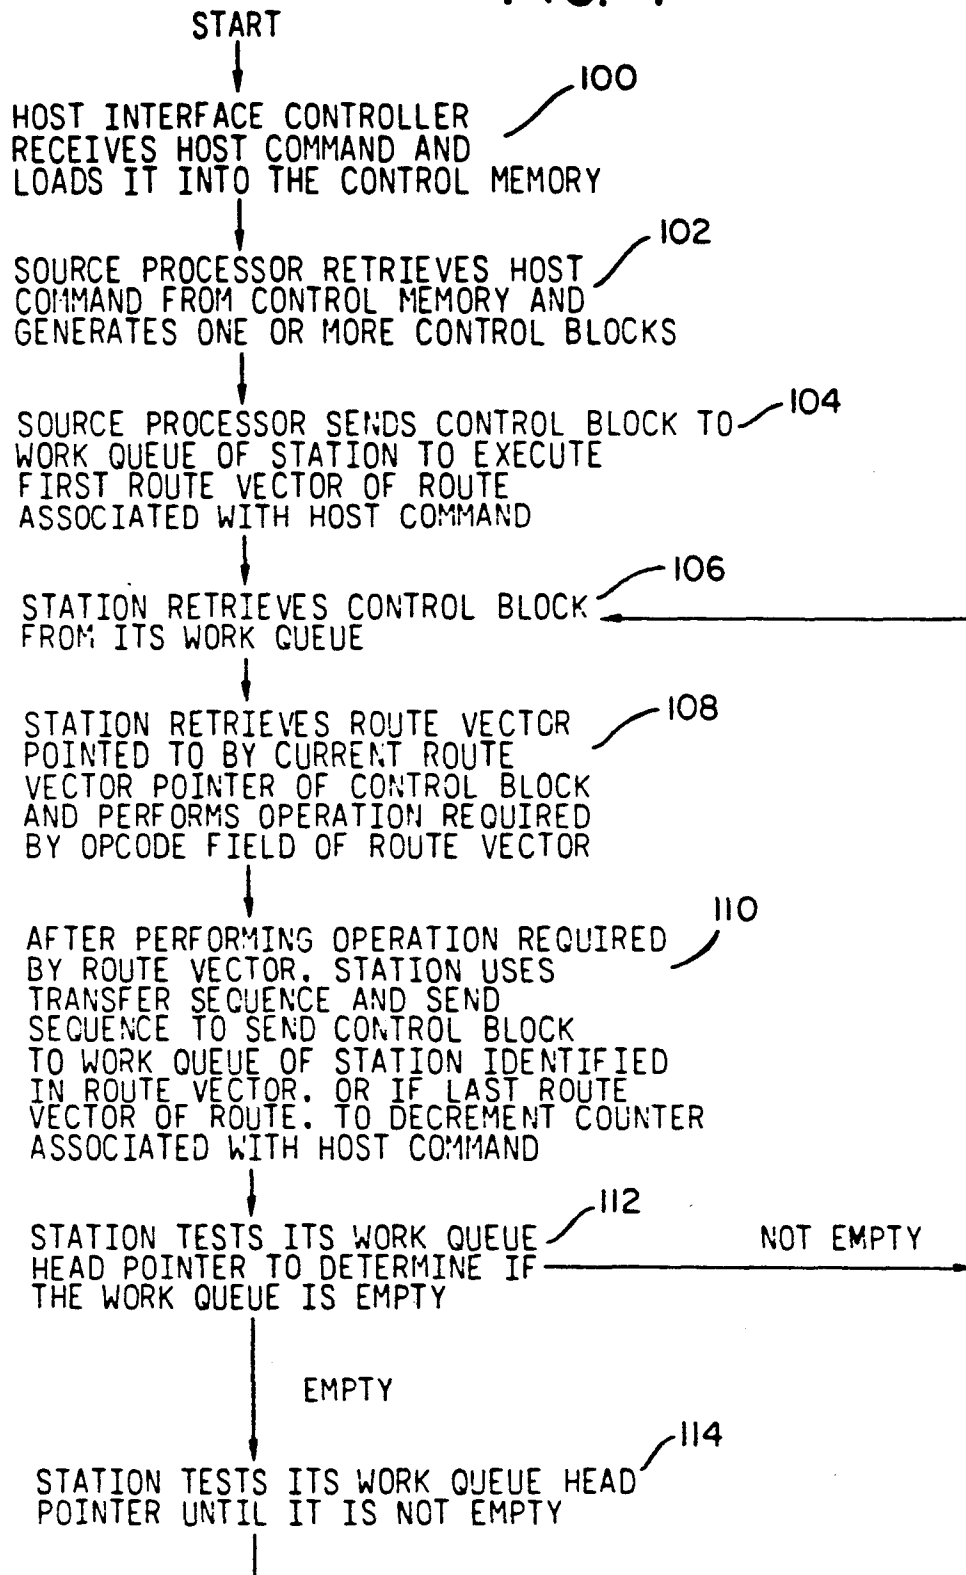 START
100
HOST INTERFACE CONTROLLER
RECEIVES HOST COMMAND AND
LOADS IT INTO THE CONTROL MEMORY
102
SOURCE PROCESSOR RETRIEVES HOST
COMMAND FROM CONTROL MEMORY AND
GENERATES ONE OR MORE CONTROL BLOCKS
104
SOURCE PROCESSOR SENDS CONTROL BLOCK TO
WORK QUEUE OF STATION TO EXECUTE
FIRST ROUTE VECTOR OF ROUTE
ASSOCIATED WITH HOST COMMAND
106
STATION RETRIEVES CONTROL BLOCK
FROM ITS WORK QUEUE
108
STATION RETRIEVES ROUTE VECTOR
POINTED TO BY CURRENT ROUTE
VECTOR POINTER OF CONTROL BLOCK
AND PERFORMS OPERATION REQUIRED
BY OPCODE FIELD OF ROUTE VECTOR
110
AFTER PERFORMING OPERATION REQUIRED
BY ROUTE VECTOR. STATION USES
TRANSFER SEQUENCE AND SEND
SEQUENCE TO SEND CONTROL BLOCK
TO WORK QUEUE OF STATION IDENTIFIED
IN ROUTE VECTOR. OR IF LAST ROUTE
VECTOR OF ROUTE. TO DECREMENT COUNTER
ASSOCIATED WITH HOST COMMAND
112
STATION TESTS ITS WORK QUEUE
HEAD POINTER TO DETERMINE IF
THE WORK QUEUE IS EMPTY
NOT EMPTY
EMPTY
114
STATION TESTS ITS WORK QUEUE HEAD
POINTER UNTIL IT IS NOT EMPTY